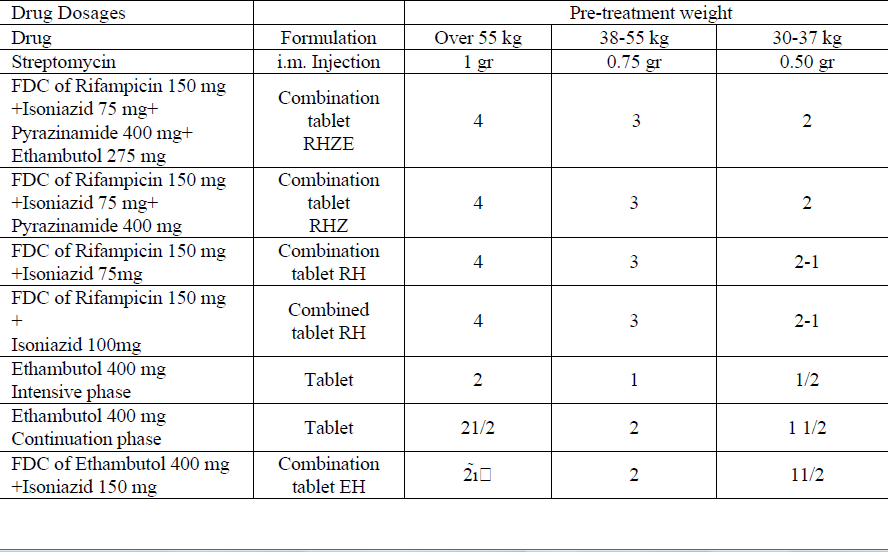 Drug Dosages Pre-treatment weight
Drug Formulation Over 55 kg 38-55 kg 30-37 kg
Streptomycin i.m. Injection 1 gr 0.75 gr 0.50 gr
FDC of Rifampicin 150 mg
+Isoniazid 75 mg+
Pyrazinamide 400 mg+
Ethambutol 275 mg
Combination
tablet
RHZE
4 3 2
FDC of Rifampicin 150 mg
+Isoniazid 75 mg+
Pyrazinamide 400 mg
Combination
tablet
RHZ
4 3 2
FDC of Rifampicin 150 mg
+Isoniazid 75mg
Combination
tablet RH
4 3 2-1
FDC of Rifampicin 150 mg
+
Isoniazid 100mg
Combined
tablet RH
4 3 2-1
Ethambutol 400 mg
Intensive phase
Tablet
2 1 1/2
Ethambutol 400 mg
Continuation phase
Tablet
21/2 2 1 1/2
FDC of Ethambutol 400 mg
+Isoniazid 150 mg
Combination
tablet EH
2 11/2